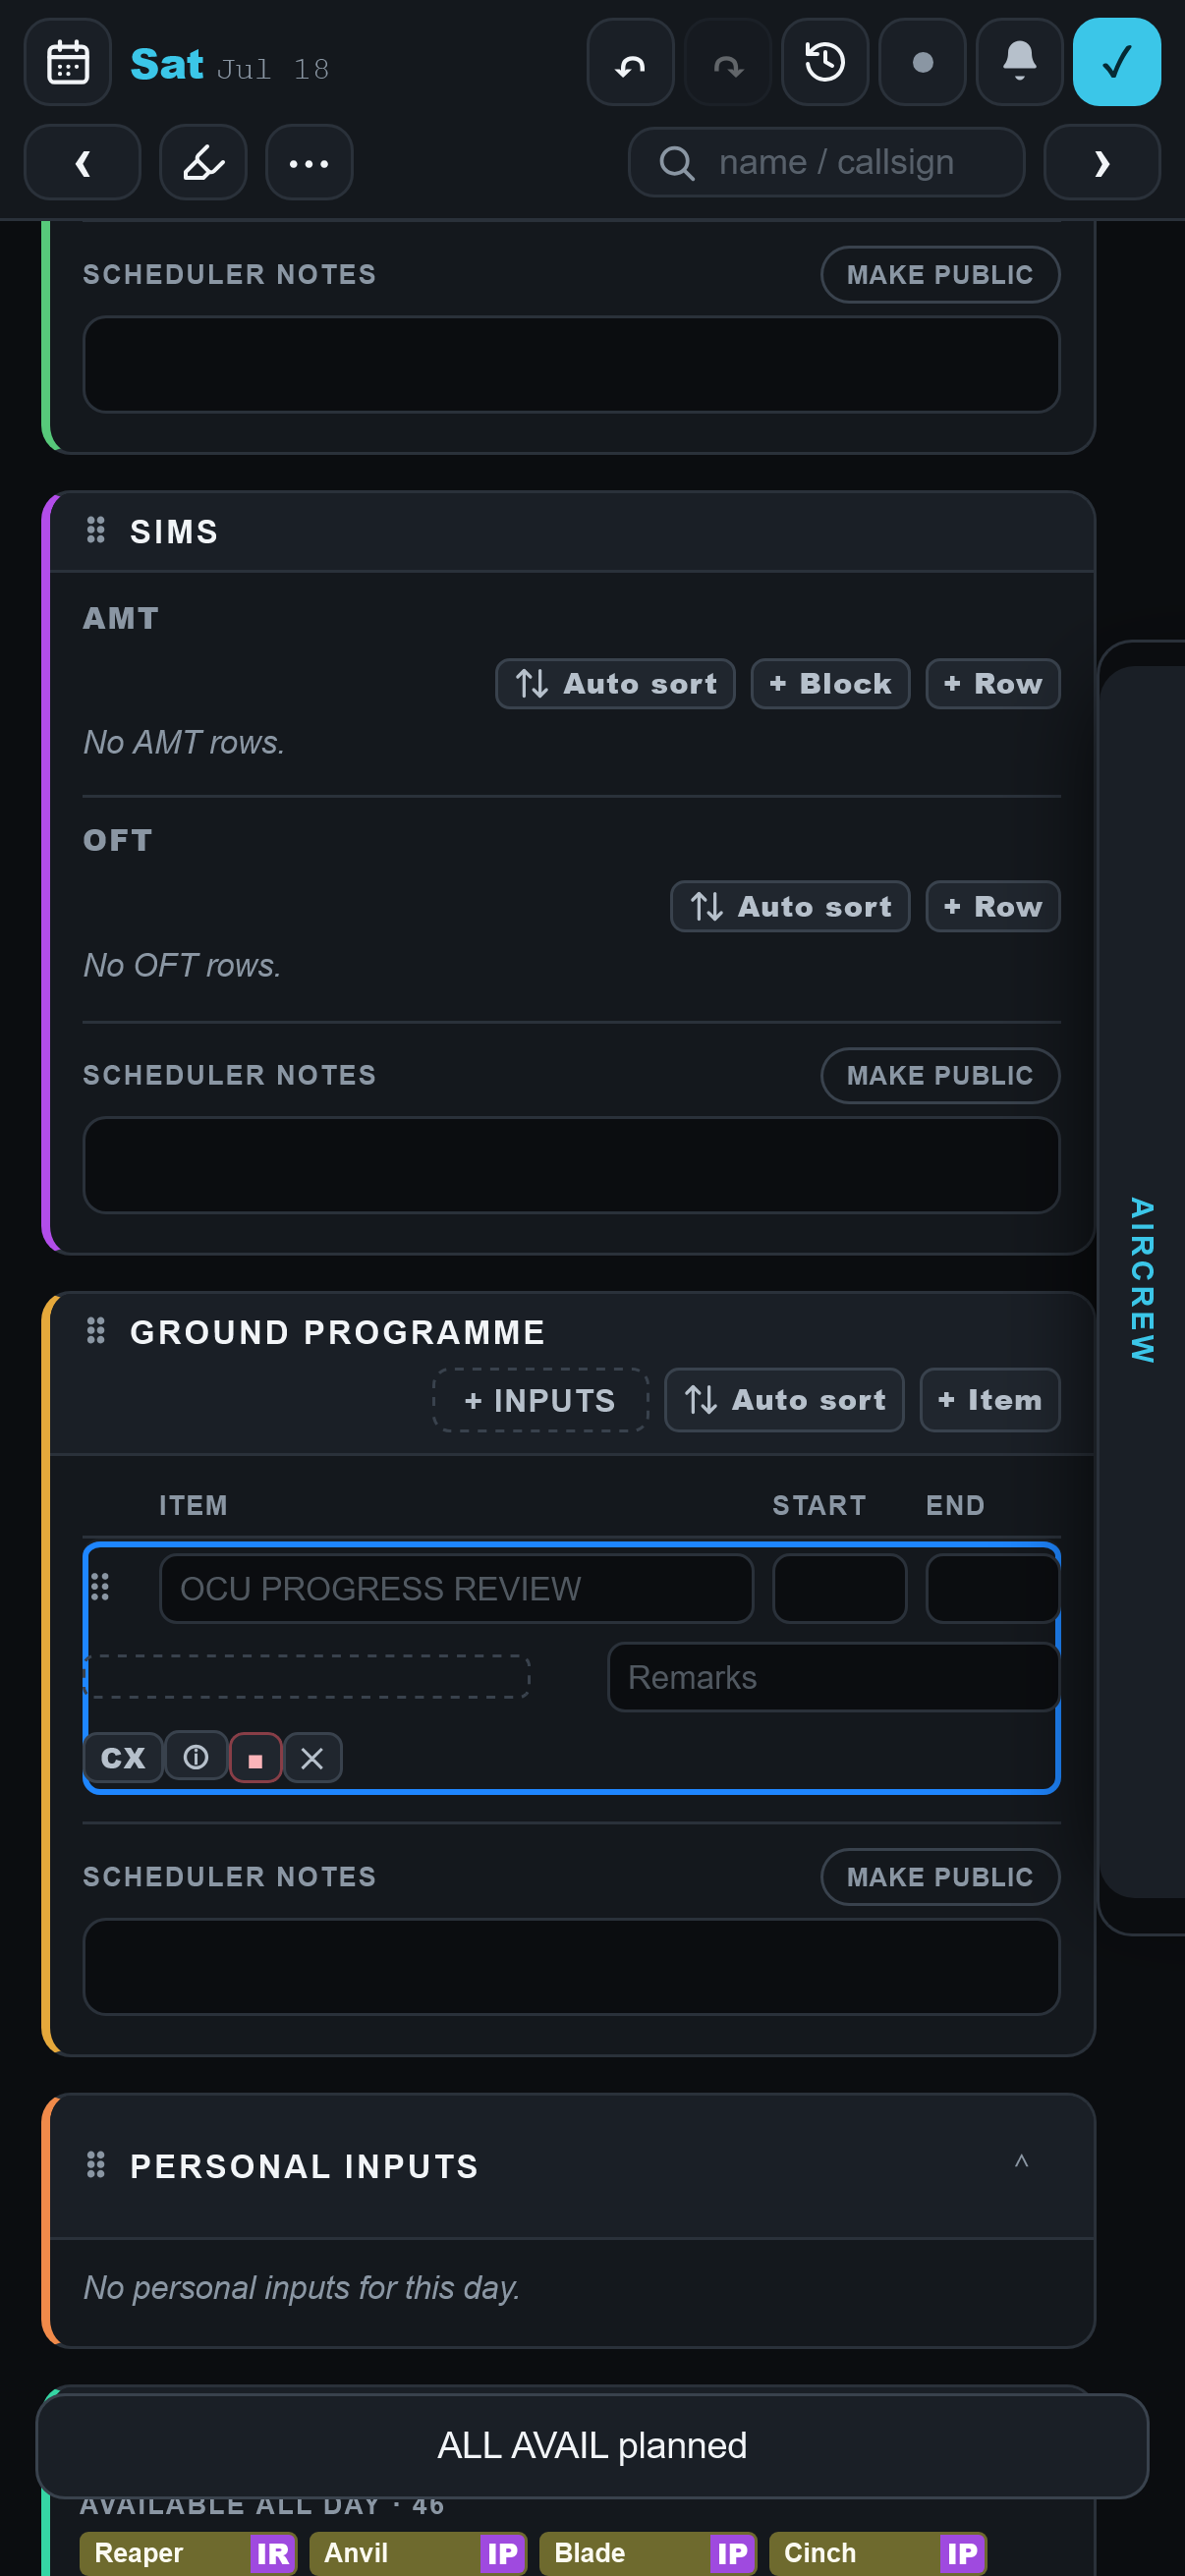 Sat Jul 18
name / callsign
SCHEDULER NOTES MAKE PUBLIC
SIMS
AMT
Auto sort + Block + Row
No AMT rows.
OFT
Auto sort + Row
No OFT rows.
SCHEDULER NOTES MAKE PUBLIC
AIRCREW
GROUND PROGRAMME
+ INPUTS Auto sort + Item
ITEM START END
OCU PROGRESS REVIEW
Remarks
CX
SCHEDULER NOTES MAKE PUBLIC
PERSONAL INPUTS
No personal inputs for this day.
ALL AVAIL planned
AVAILABLE ALL DAY · 46
Reaper IR Anvil IP Blade IP Cinch IP